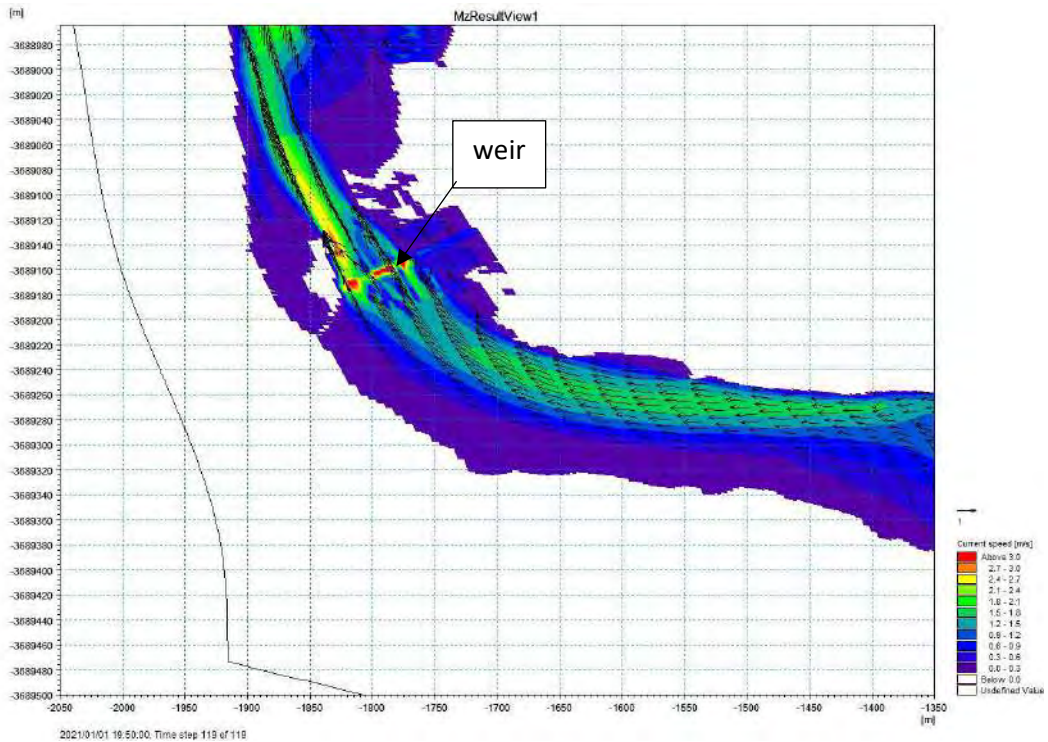 [m]
MzResultView1
-3688980
-3689000
-3689020
-3689040
-3689060
-3689080
-3689100
-3689120
-3689140
-3689160
-3689180
-3689200
-3689220
-3689240
-3689260
-3689280
-3689300
-3689320
-3689340
-3689360
-3689380
-3689400
-3689420
-3689440
-3689460
-3689480
-3689500
weir
-2050 -2000 -1950 -1900 -1850 -1800 -1750 -1700 -1650 -1600 -1550 -1500 -1450 -1400 -1350
[m]
1
Current speed [m/s]
Above 3.0
2.7 - 3.0
2.4 - 2.7
2.1 - 2.4
1.8 - 2.1
1.5 - 1.8
1.2 - 1.5
0.9 - 1.2
0.6 - 0.9
0.3 - 0.6
0.0 - 0.3
Below 0.0
Undefined Value
2021/01/01 19:50:00, Time step 119 of 119